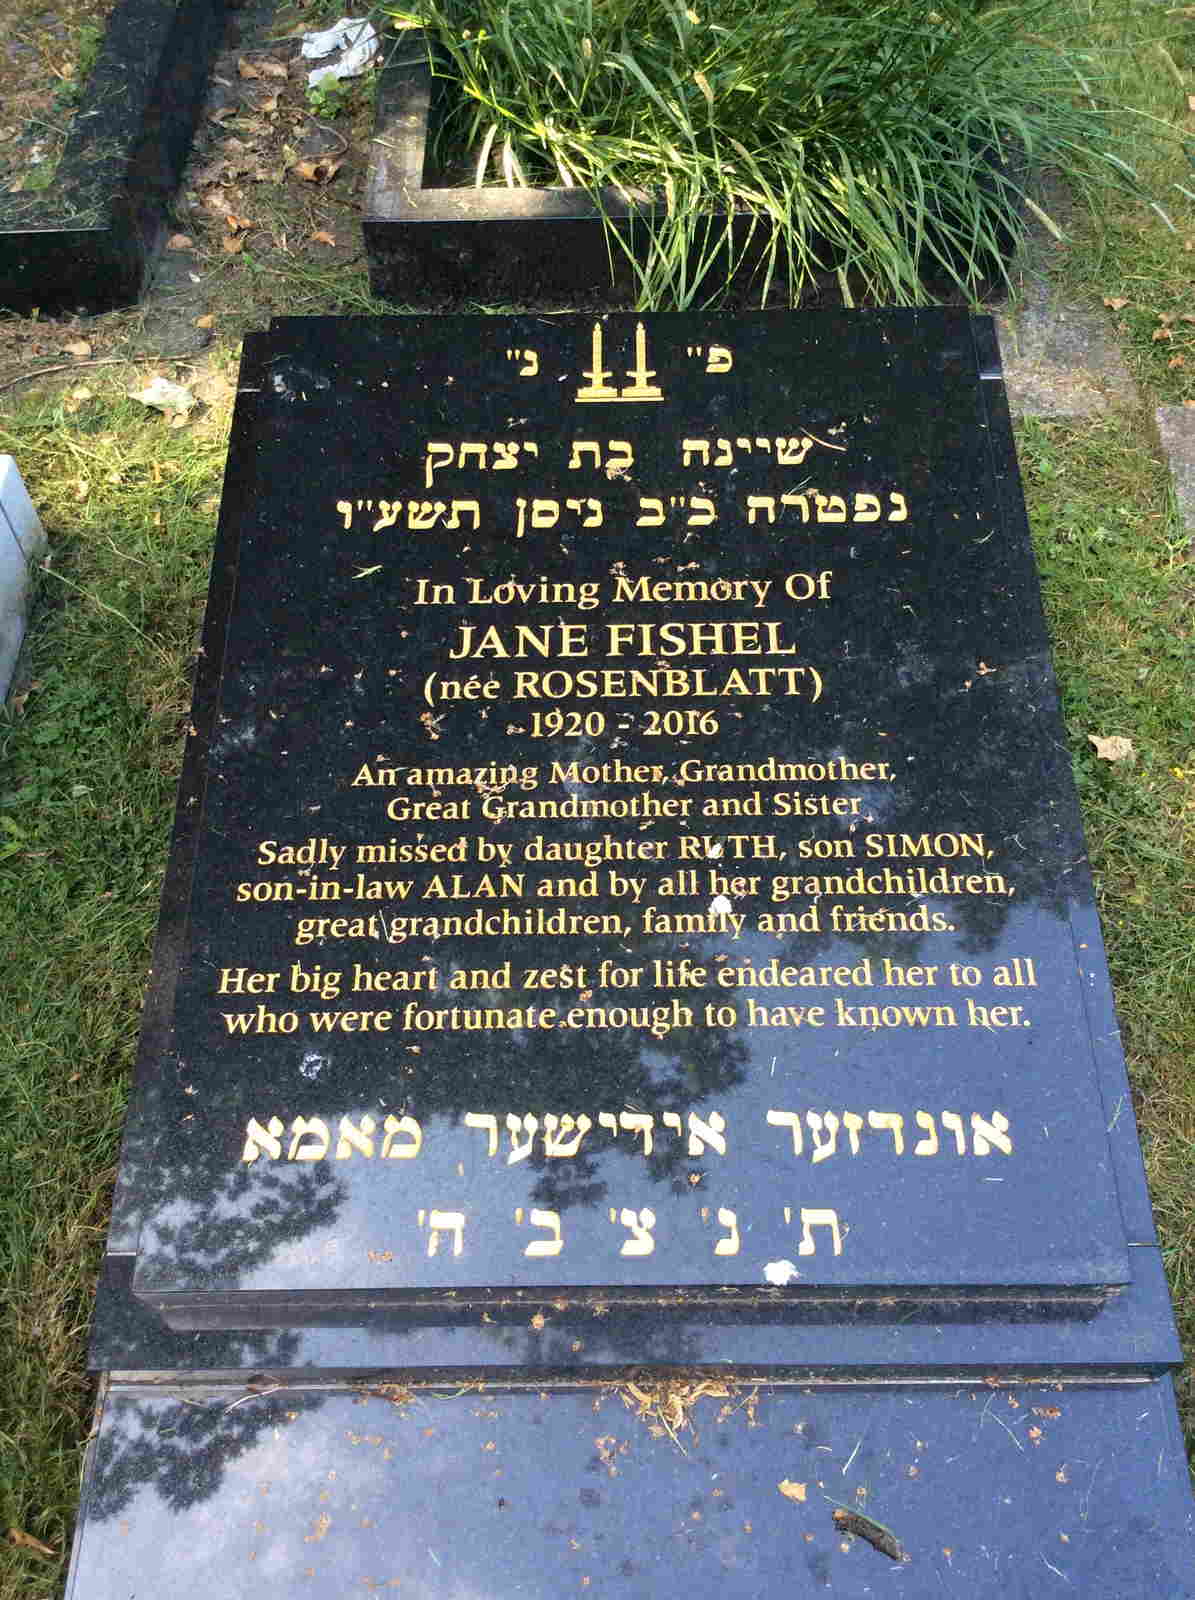 פ" נ"
שיינה בת יצחק
נפטרה כ"ב ניסן תשע"ו
In Loving Memory Of
JANE FISHEL
(née ROSENBLATT)
1920 - 2016
An amazing Mother, Grandmother,
Great Grandmother and Sister
Sadly missed by daughter RUTH, son SIMON,
son-in-law ALAN and by all her grandchildren,
great grandchildren, family and friends.
Her big heart and zest for life endeared her to all
who were fortunate enough to have known her.
אונדזער אידישער מאמא
ת' נ' צ' ב' ה'